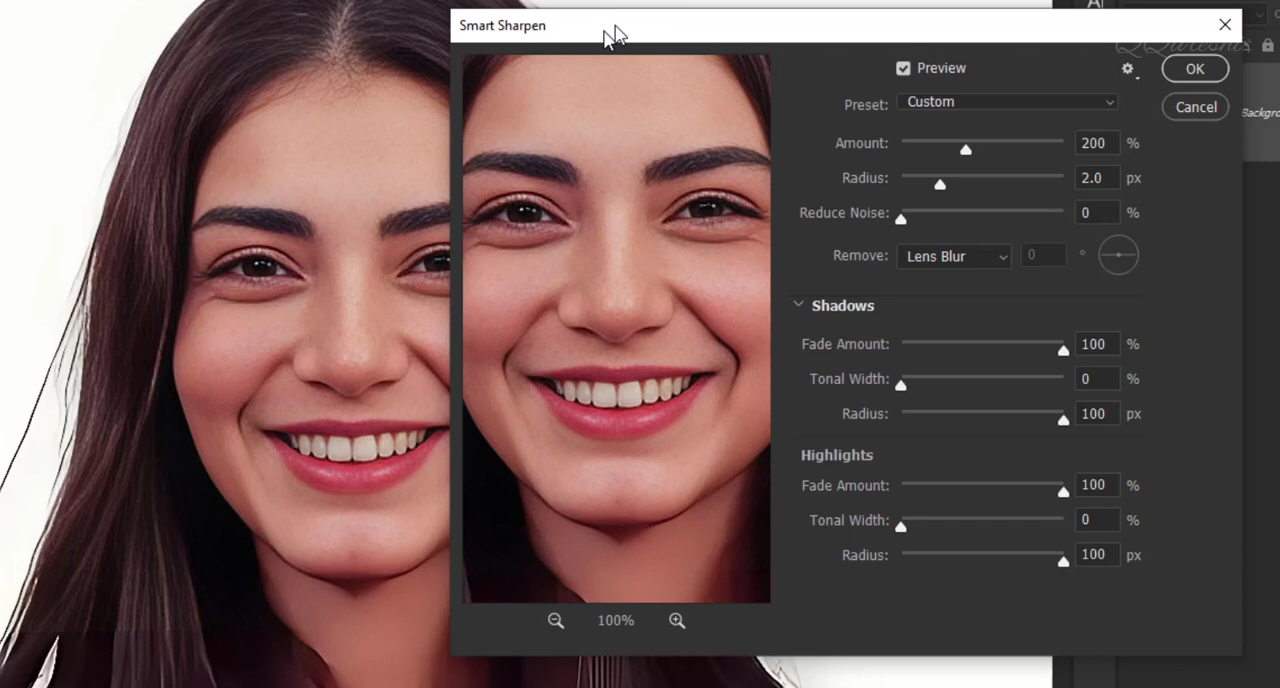 Smart Sharpen
Preview
OK
Preset: Custom
Cancel
Amount: 200 %
Radius: 2.0 px
Reduce Noise: 0 %
Remove: Lens Blur 0 °
Shadows
Fade Amount: 100 %
Tonal Width: 0 %
Radius: 100 px
Highlights
Fade Amount: 100 %
Tonal Width: 0 %
Radius: 100 px
100%